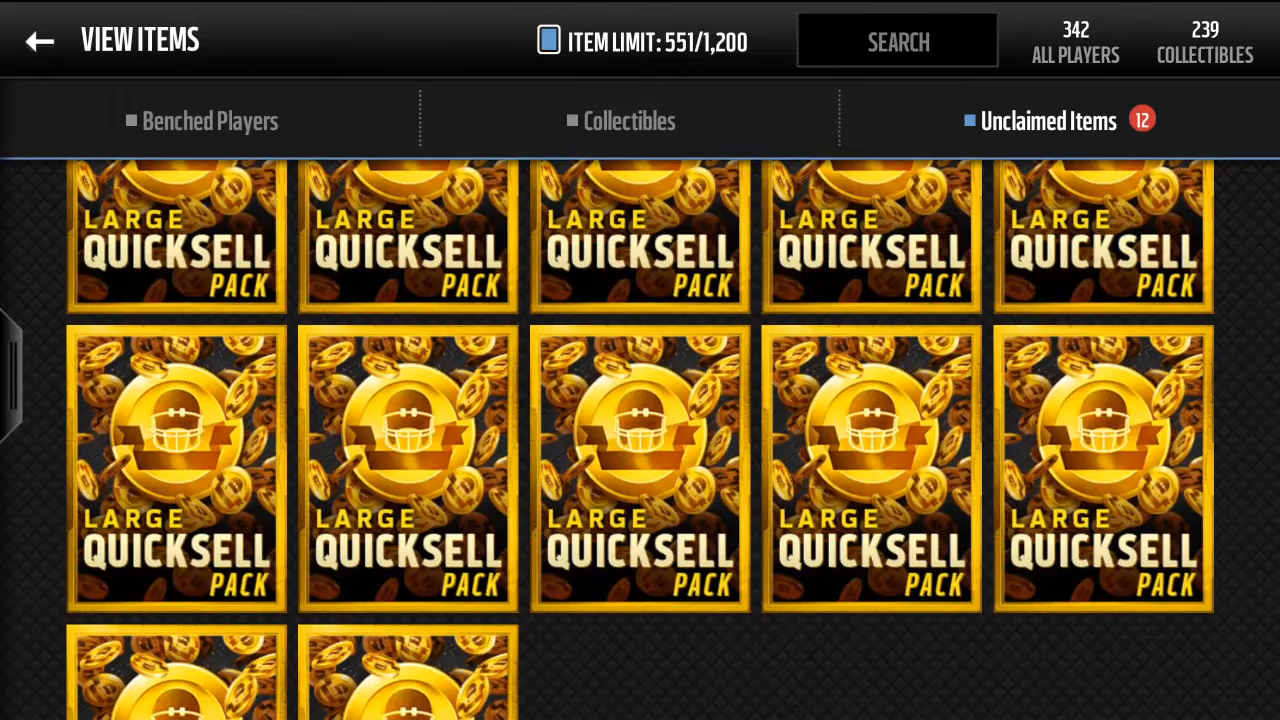 VIEW ITEMS
ITEM LIMIT: 551/1,200
SEARCH
342
ALL PLAYERS
239
COLLECTIBLES
Benched Players
Collectibles
Unclaimed Items
12
LARGE
QUICKSELL
PACK
LARGE
QUICKSELL
PACK
LARGE
QUICKSELL
PACK
LARGE
QUICKSELL
PACK
LARGE
QUICKSELL
PACK
LARGE
QUICKSELL
PACK
LARGE
QUICKSELL
PACK
LARGE
QUICKSELL
PACK
LARGE
QUICKSELL
PACK
LARGE
QUICKSELL
PACK